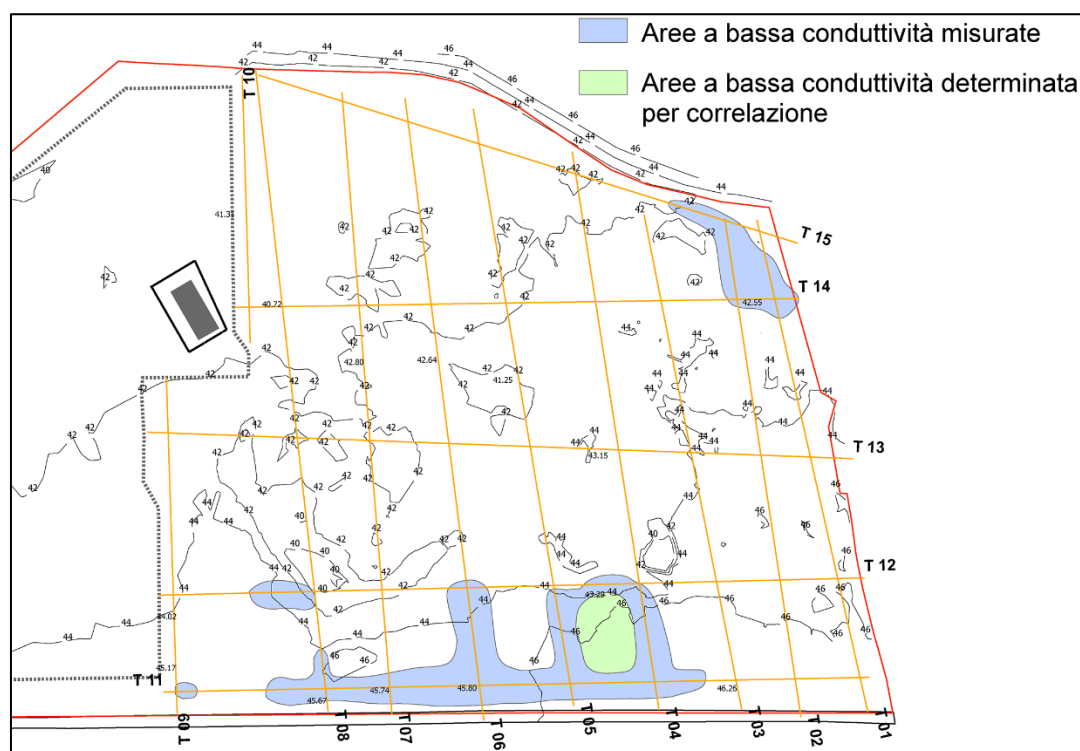 Aree a bassa conduttività misurate
Aree a bassa conduttività determinata
per correlazione
T 10
T 15
T 14
T 13
T 12
T 11
T 09
T 08
T 07
T 06
T 05
T 04
T 03
T 02
T 01
41.31
40.72
42.55
42.80
42.64
41.25
43.15
43.29
44.02
45.17
45.67
45.74
45.80
46.26
40
42
44
46